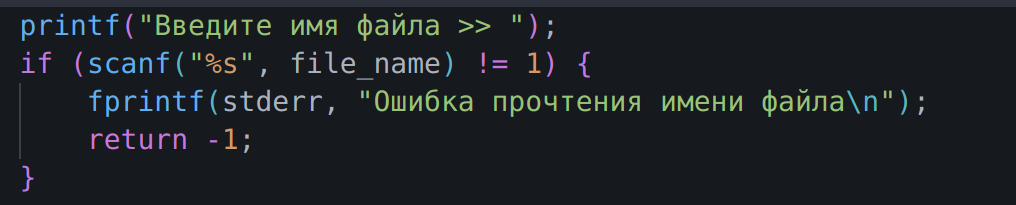 printf("Введите имя файла >> ");
if (scanf("%s", file_name) != 1) {
    fprintf(stderr, "Ошибка прочтения имени файла\n");
    return -1;
}